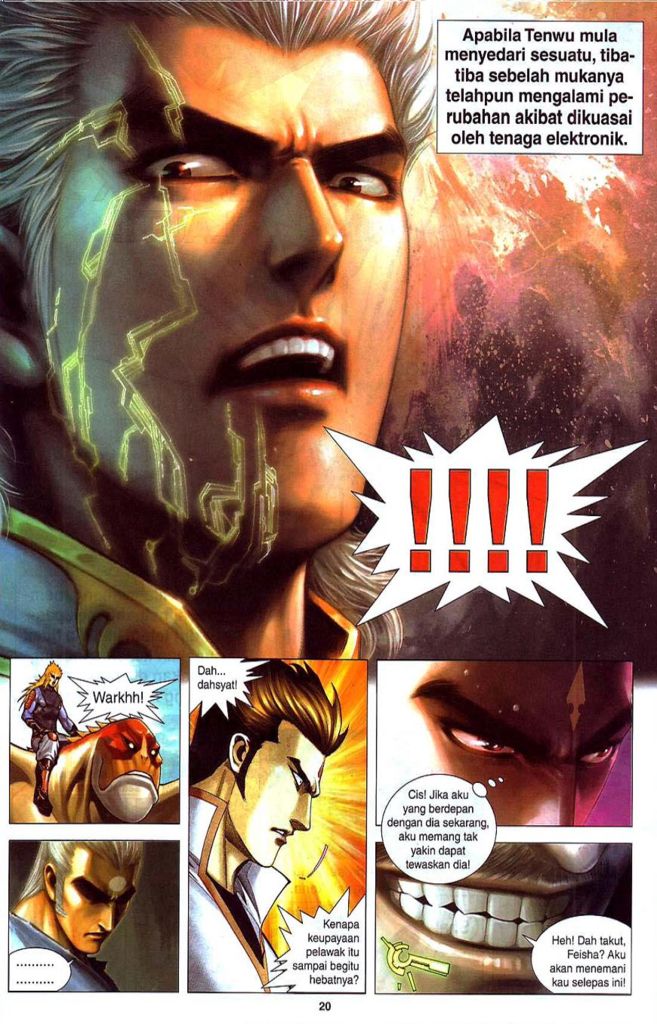 Apabila Tenwu mula
menyedari sesuatu, tiba-
tiba sebelah mukanya
telahpun mengalami pe-
rubahan akibat dikuasai
oleh tenaga elektronik.
!!!!
Warkhh!
Dah...
dahsyat!
Kenapa
keupayaan
pelawak itu
sampai begitu
hebatnya?
Cis! Jika aku
yang berdepan
dengan dia sekarang,
aku memang tak
yakin dapat
tewaskan dia!
..........
..........
Heh! Dah takut,
Feisha? Aku
akan menemani
kau selepas ini!
20